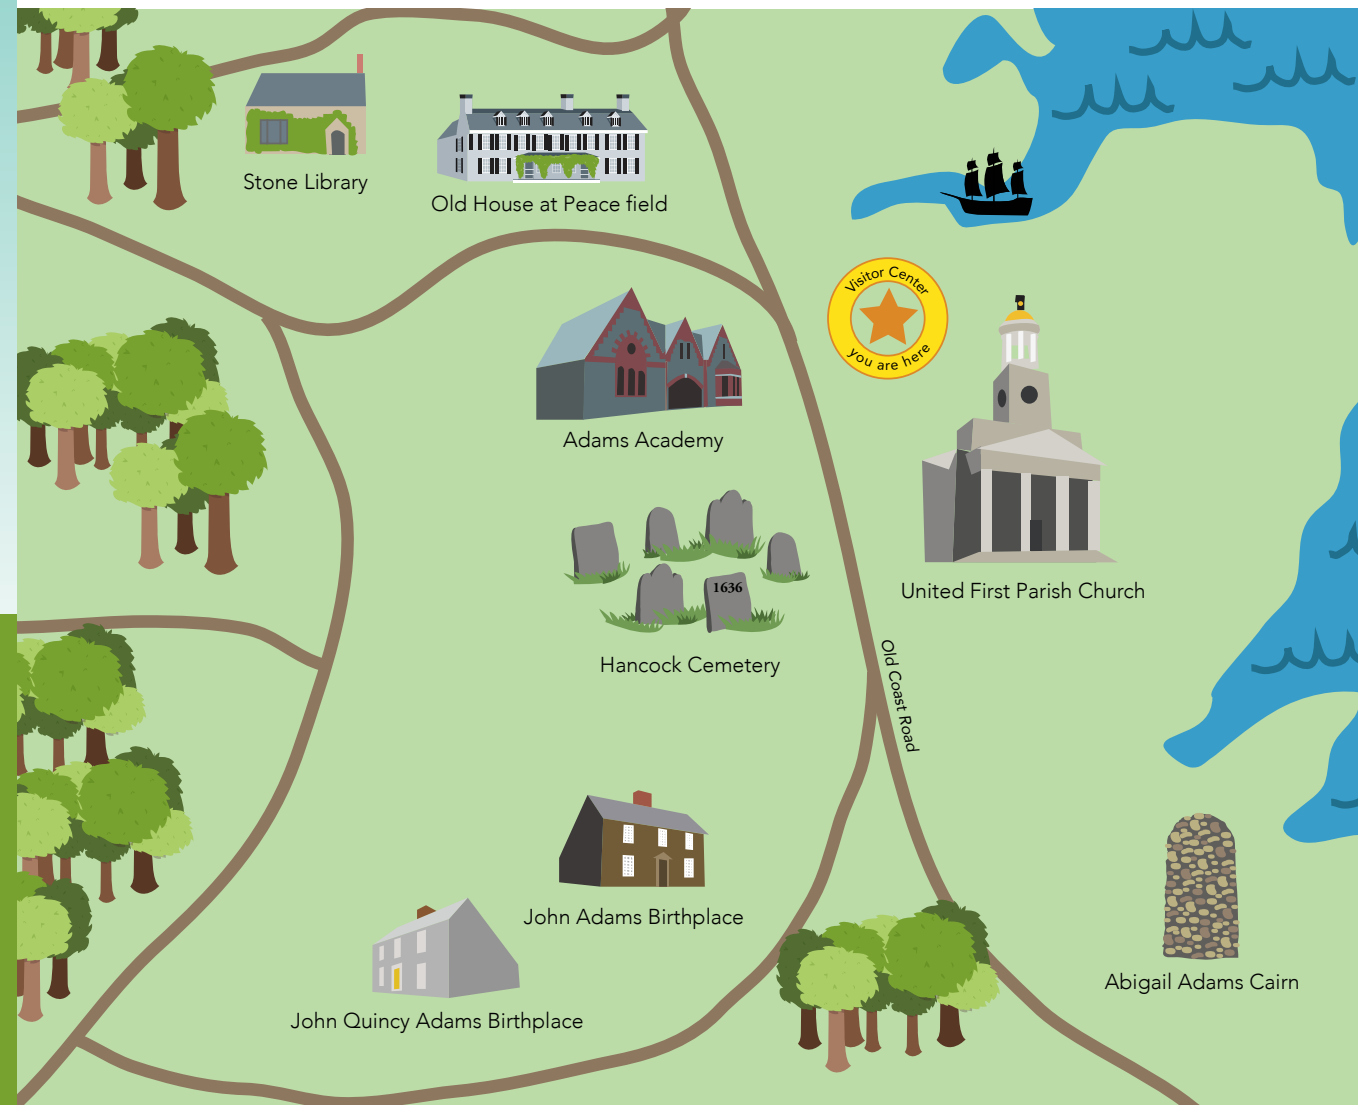 Stone Library
Old House at Peace field
Visitor Center
you are here
Adams Academy
1636
United First Parish Church
Hancock Cemetery
Old Coast Road
John Adams Birthplace
Abigail Adams Cairn
John Quincy Adams Birthplace